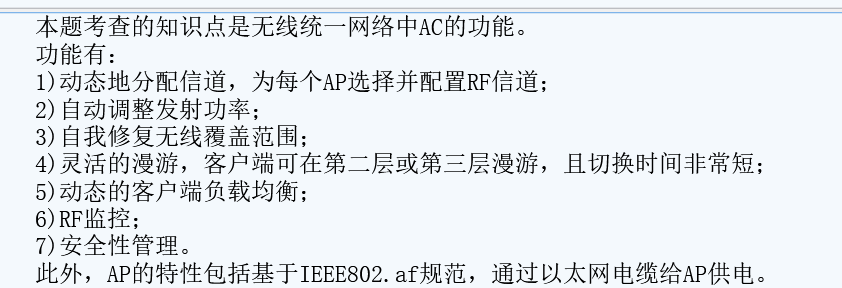 本题考查的知识点是无线统一网络中AC的功能。
功能有:
1)动态地分配信道，为每个AP选择并配置RF信道;
2)自动调整发射功率;
3)自我修复无线覆盖范围;
4)灵活的漫游，客户端可在第二层或第三层漫游，且切换时间非常短;
5)动态的客户端负载均衡;
6)RF监控;
7)安全性管理。
此外，AP的特性包括基于IEEE802.af规范，通过以太网电缆给AP供电。